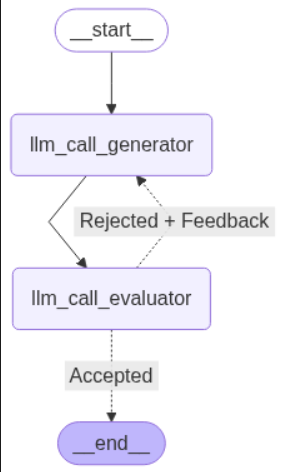 __start__
llm_call_generator
Rejected + Feedback
llm_call_evaluator
Accepted
__end__